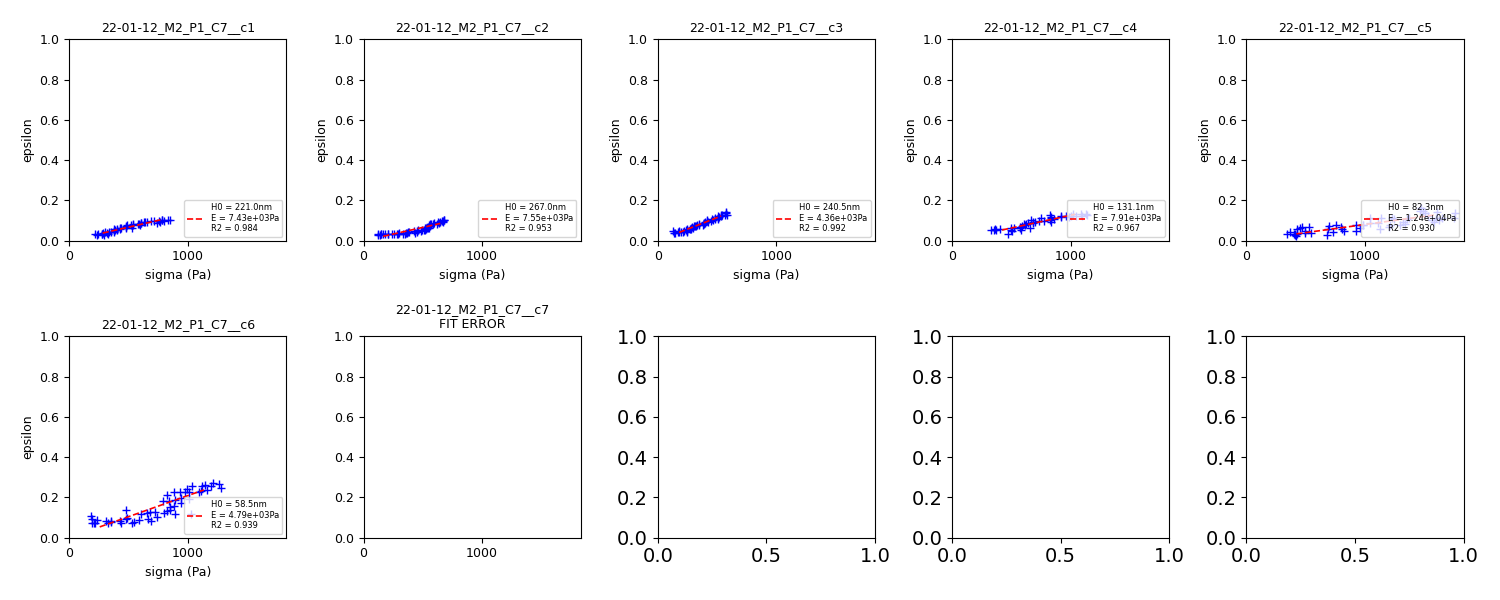 22-01-12_M2_P1_C7__c1
1.0
0.8
0.6
0.4
0.2
0.0
epsilon
H0 = 221.0nm
E = 7.43e+03Pa
R2 = 0.984
0
1000
sigma (Pa)
22-01-12_M2_P1_C7__c2
1.0
0.8
0.6
0.4
0.2
0.0
epsilon
H0 = 267.0nm
E = 7.55e+03Pa
R2 = 0.953
0
1000
sigma (Pa)
22-01-12_M2_P1_C7__c3
1.0
0.8
0.6
0.4
0.2
0.0
epsilon
H0 = 240.5nm
E = 4.36e+03Pa
R2 = 0.992
0
1000
sigma (Pa)
22-01-12_M2_P1_C7__c4
1.0
0.8
0.6
0.4
0.2
0.0
epsilon
H0 = 131.1nm
E = 7.91e+03Pa
R2 = 0.967
0
1000
sigma (Pa)
22-01-12_M2_P1_C7__c5
1.0
0.8
0.6
0.4
0.2
0.0
epsilon
H0 = 82.3nm
E = 1.24e+04Pa
R2 = 0.930
0
1000
sigma (Pa)
22-01-12_M2_P1_C7__c6
1.0
0.8
0.6
0.4
0.2
0.0
epsilon
H0 = 58.5nm
E = 4.79e+03Pa
R2 = 0.939
0
1000
sigma (Pa)
22-01-12_M2_P1_C7__c7
FIT ERROR
1.0
0.8
0.6
0.4
0.2
0.0
0
1000
1.0
0.8
0.6
0.4
0.2
0.0
0.0
0.5
1.0
1.0
0.8
0.6
0.4
0.2
0.0
0.0
0.5
1.0
1.0
0.8
0.6
0.4
0.2
0.0
0.0
0.5
1.0